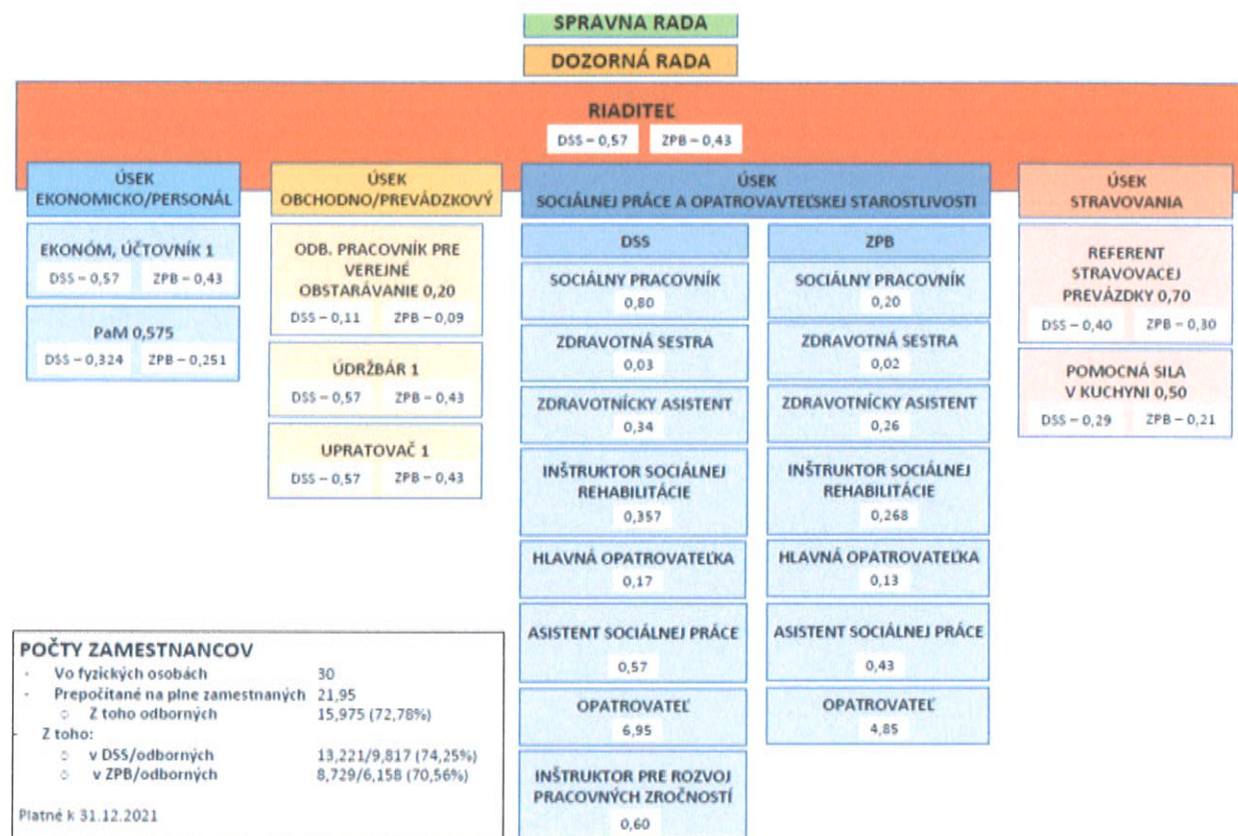 SPRÁVNA RADA
DOZORNÁ RADA
RIADITEĽ
DSS – 0,57 ZPB – 0,43
ÚSEK
EKONOMICKO/PERSONÁL
EKONÓM, ÚČTOVNÍK 1
DSS – 0,57 ZPB – 0,43
PaM 0,575
DSS – 0,324 ZPB – 0,251
ÚSEK
OBCHODNO/PREVÁDZKOVÝ
ODB. PRACOVNÍK PRE
VEREJNÉ
OBSTARÁVANIE 0,20
DSS – 0,11 ZPB – 0,09
ÚDRŽBÁR 1
DSS – 0,57 ZPB – 0,43
UPRATOVAČ 1
DSS – 0,57 ZPB – 0,43
ÚSEK
SOCIÁLNEJ PRÁCE A OPATROVAVTEĽSKEJ STAROSTLIVOSTI
DSS
SOCIÁLNY PRACOVNÍK
0,80
ZDRAVOTNÁ SESTRA
0,03
ZDRAVOTNÍCKY ASISTENT
0,34
INŠTRUKTOR SOCIÁLNEJ
REHABILITÁCIE
0,357
HLAVNÁ OPATROVATEĽKA
0,17
ASISTENT SOCIÁLNEJ PRÁCE
0,57
OPATROVATEĽ
6,95
INŠTRUKTOR PRE ROZVOJ
PRACOVNÝCH ZROČNOSTÍ
0,60
ZPB
SOCIÁLNY PRACOVNÍK
0,20
ZDRAVOTNÁ SESTRA
0,02
ZDRAVOTNÍCKY ASISTENT
0,26
INŠTRUKTOR SOCIÁLNEJ
REHABILITÁCIE
0,268
HLAVNÁ OPATROVATEĽKA
0,13
ASISTENT SOCIÁLNEJ PRÁCE
0,43
OPATROVATEĽ
4,85
ÚSEK
STRAVOVANIA
REFERENT
STRAVOVACEJ
PREVÁZDKY 0,70
DSS – 0,40 ZPB – 0,30
POMOCNÁ SILA
V KUCHYNI 0,50
DSS – 0,29 ZPB – 0,21
POČTY ZAMESTNANCOV
- Vo fyzických osobách 30
- Prepočítané na plne zamestnaných 21,95
○ Z toho odborných 15,975 (72,78%)
- Z toho:
○ v DSS/odborných 13,221/9,817 (74,25%)
○ v ZPB/odborných 8,729/6,158 (70,56%)
Platné k 31.12.2021